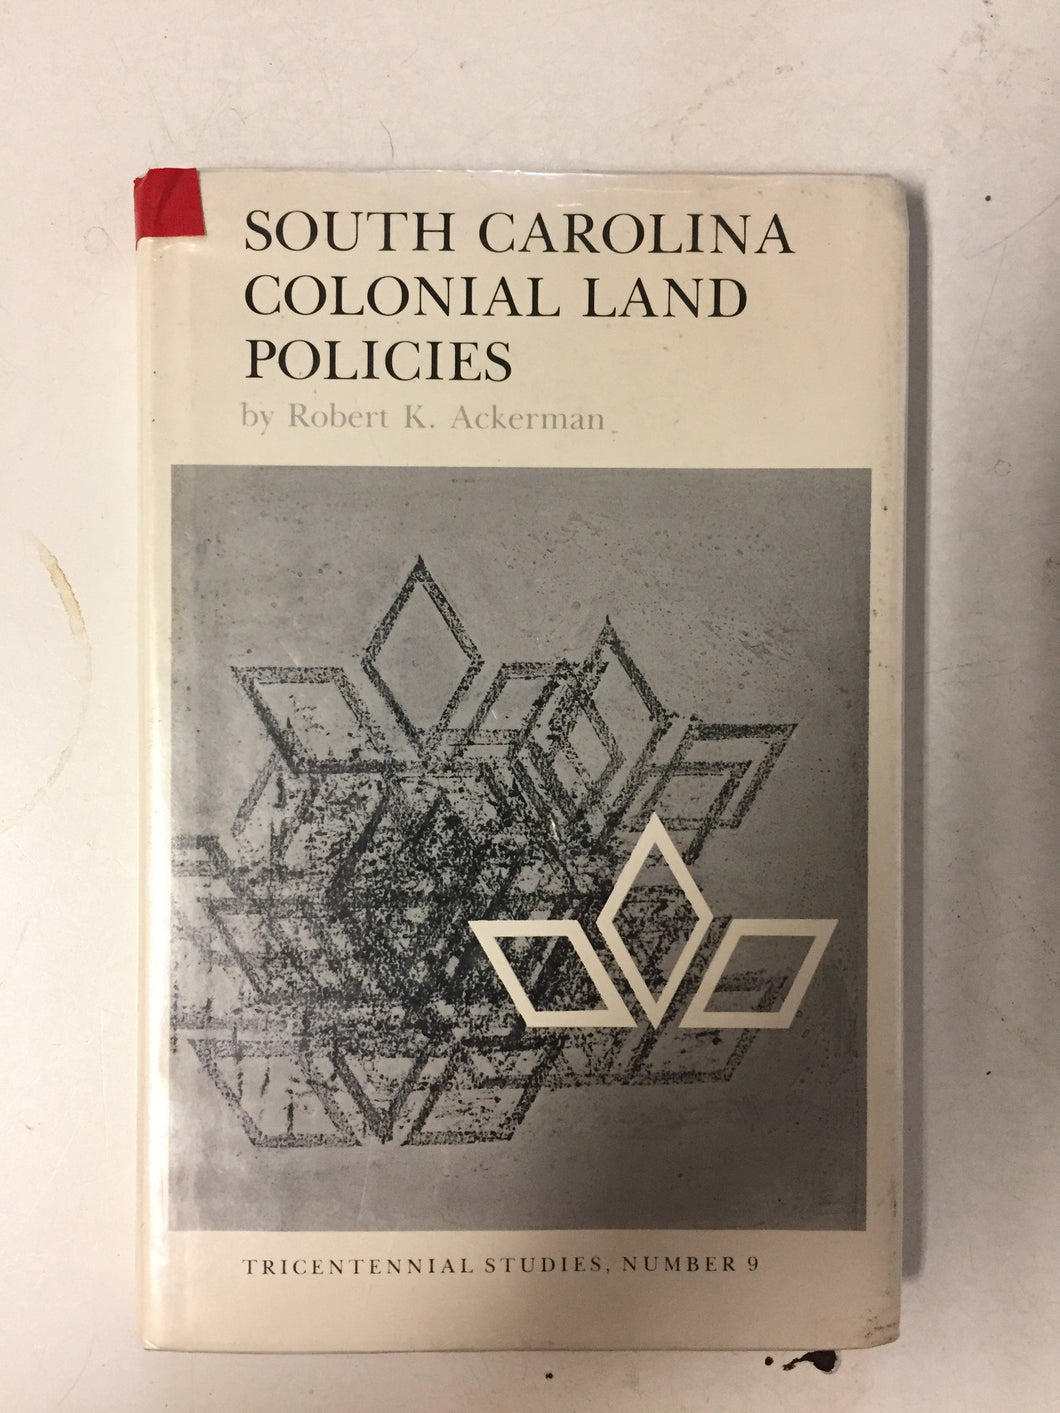 SOUTH CAROLINA
COLONIAL LAND
POLICIES
by Robert K. Ackerman
TRICENTENNIAL STUDIES, NUMBER 9